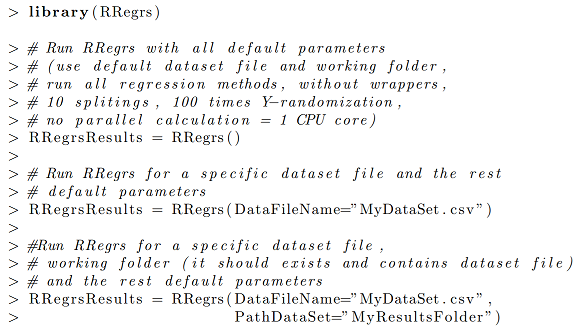 > library(RRegrs)
> # Run RRegrs with all default parameters
> # (use default dataset file and working folder,
> # run all regression methods, without wrappers,
> # 10 splitings, 100 times Y-randomization,
> # no parallel calculation = 1 CPU core)
> RRegrsResults = RRegrs()
>
> # Run RRegrs for a specific dataset file and the rest
> # default parameters
> RRegrsResults = RRegrs(DataFileName="MyDataSet.csv")
>
> #Run RRegrs for a specific dataset file,
> # working folder (it should exists and contains dataset file)
> # and the rest default parameters
> RRegrsResults = RRegrs(DataFileName="MyDataSet.csv",
> PathDataSet="MyResultsFolder")